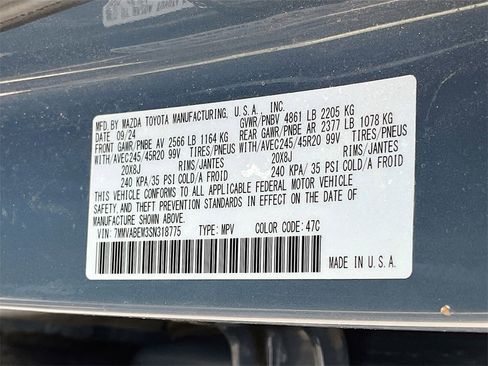 MFD. BY MAZDA TOYOTA MANUFACTURING, U.S.A., INC.
DATE 09/24 GVWR/PNBV 4861 LB 2205 KG
FRONT GAWR/PNBE AV 2566 LB 1164 KG REAR GAWR/PNBE AR 2377 LB 1078 KG
WITH/AVEC245/45R20 99V TIRES/PNEUS WITH/AVEC245/45R20 99V TIRES/PNEUS
20X8J RIMS/JANTES 20X8J RIMS/JANTES
240 KPA/ 35 PSI COLD/A FROID 240 KPA/ 35 PSI COLD/A FROID
THIS VEHICLE CONFORMS TO ALL APPLICABLE FEDERAL MOTOR VEHICLE
SAFETY, AND THEFT PREVENTION STANDARDS IN EFFECT ON THE DATE OF
MANUFACTURE SHOWN ABOVE.
VIN: 7MMVABEM3SN318775 TYPE: MPV COLOR CODE: 47C
MADE IN U.S.A.